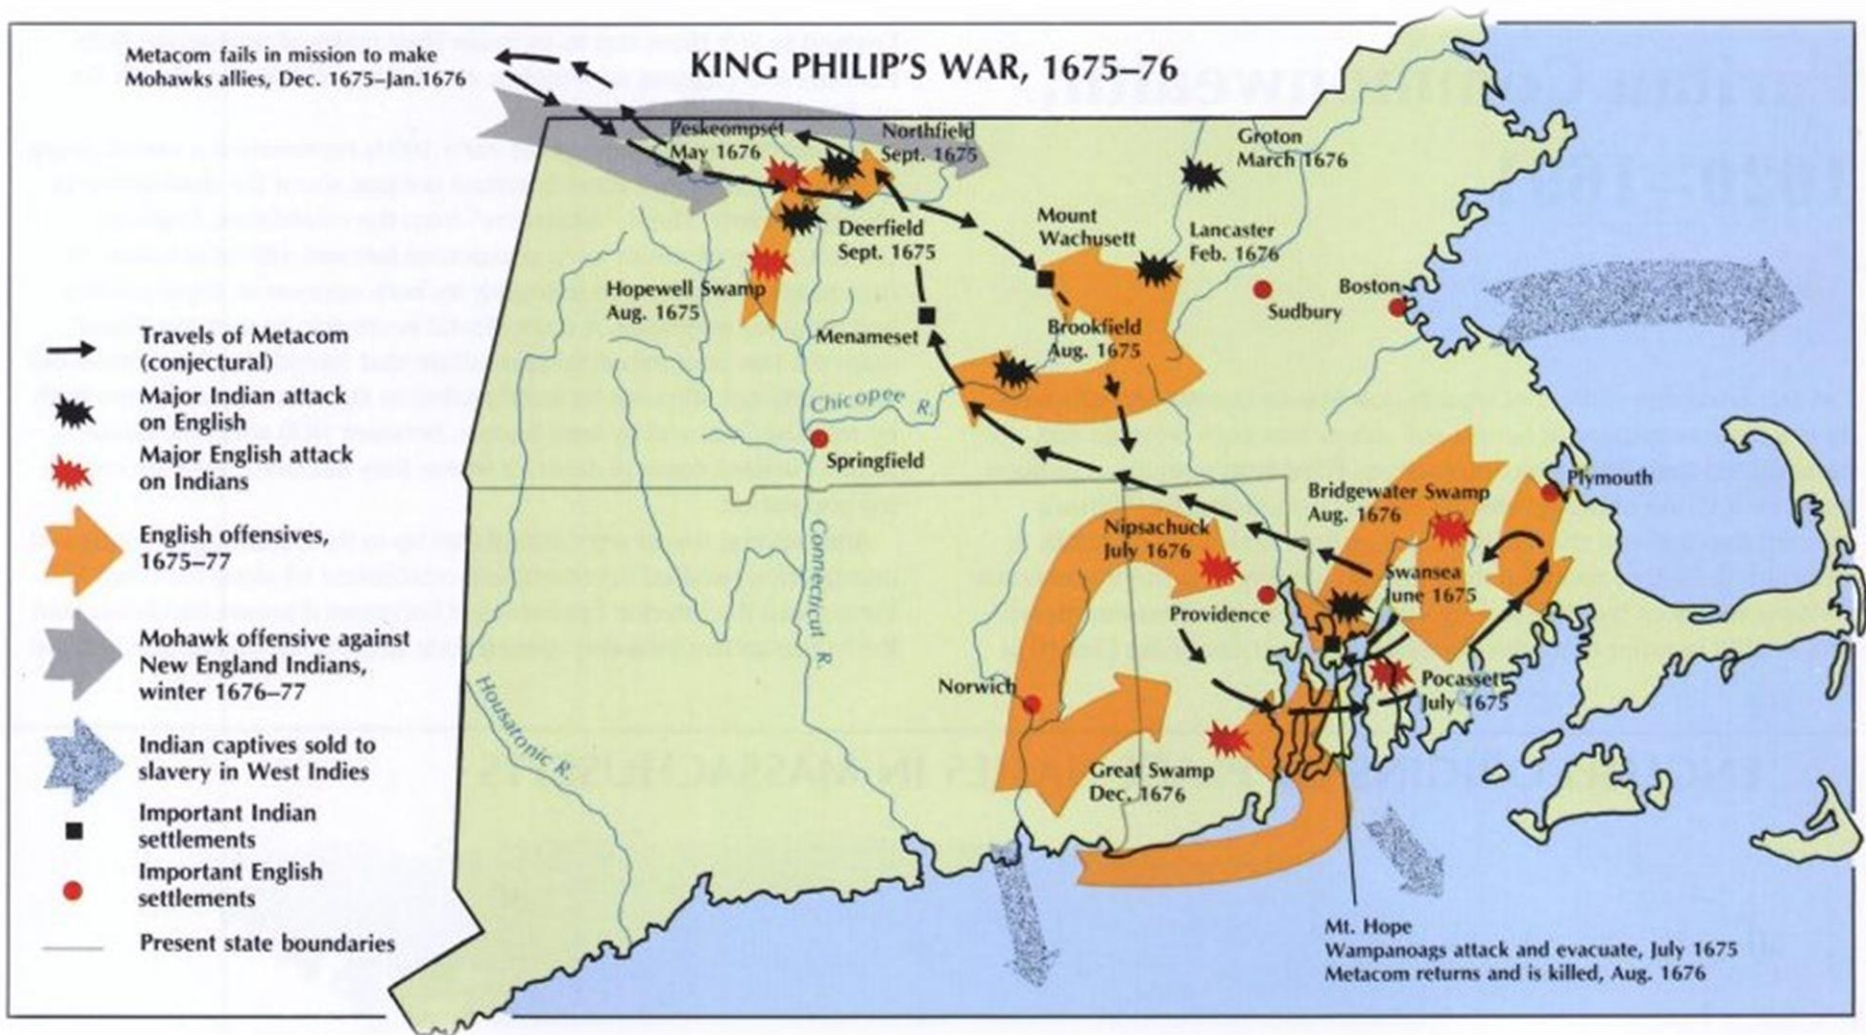 Metacom fails in mission to make
Mohawks allies, Dec. 1675–Jan.1676
KING PHILIP'S WAR, 1675–76
Peskeompset
May 1676
Northfield
Sept. 1675
Groton
March 1676
Deerfield
Sept. 1675
Mount
Wachusett
Lancaster
Feb. 1676
Hopewell Swamp
Aug. 1675
Menameset
Brookfield
Aug. 1675
Sudbury
Boston
Chicopee R.
Springfield
Connecticut R.
Housatonic R.
Nipsachuck
July 1676
Bridgewater Swamp
Aug. 1676
Plymouth
Swansea
June 1675
Providence
Norwich
Pocasset
July 1675
Great Swamp
Dec. 1676
Mt. Hope
Wampanoags attack and evacuate, July 1675
Metacom returns and is killed, Aug. 1676
Travels of Metacom
(conjectural)
Major Indian attack
on English
Major English attack
on Indians
English offensives,
1675–77
Mohawk offensive against
New England Indians,
winter 1676–77
Indian captives sold to
slavery in West Indies
Important Indian
settlements
Important English
settlements
Present state boundaries